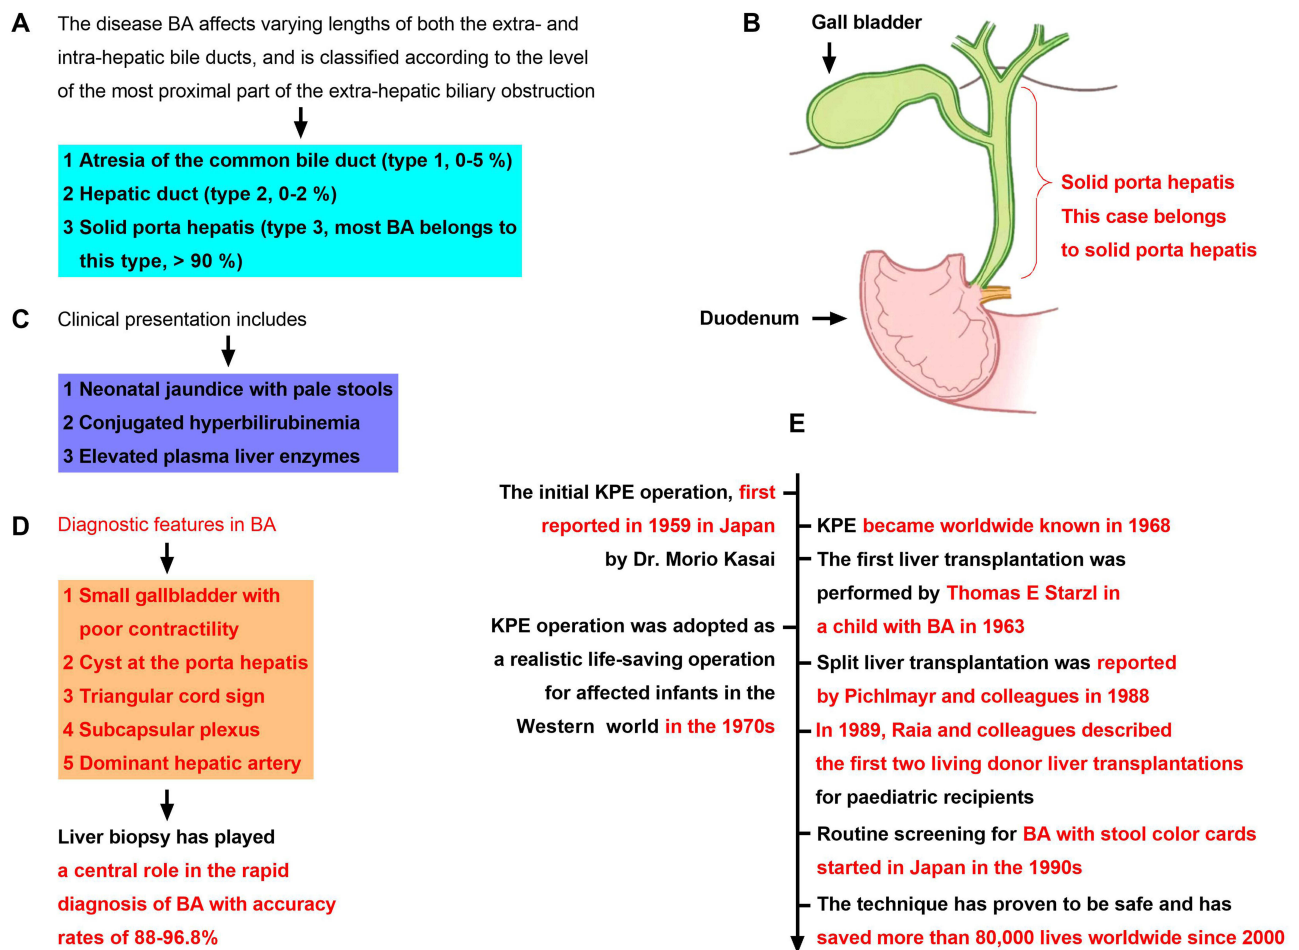 A
The disease BA affects varying lengths of both the extra- and
intra-hepatic bile ducts, and is classified according to the level
of the most proximal part of the extra-hepatic biliary obstruction
1 Atresia of the common bile duct (type 1, 0-5 %)
2 Hepatic duct (type 2, 0-2 %)
3 Solid porta hepatis (type 3, most BA belongs to
this type, > 90 %)
B
Gall bladder
Solid porta hepatis
This case belongs
to solid porta hepatis
Duodenum
C
Clinical presentation includes
1 Neonatal jaundice with pale stools
2 Conjugated hyperbilirubinemia
3 Elevated plasma liver enzymes
D
Diagnostic features in BA
1 Small gallbladder with
poor contractility
2 Cyst at the porta hepatis
3 Triangular cord sign
4 Subcapsular plexus
5 Dominant hepatic artery
Liver biopsy has played
a central role in the rapid
diagnosis of BA with accuracy
rates of 88-96.8%
E
The initial KPE operation, first
reported in 1959 in Japan
by Dr. Morio Kasai
KPE operation was adopted as
a realistic life-saving operation
for affected infants in the
Western world in the 1970s
KPE became worldwide known in 1968
The first liver transplantation was
performed by Thomas E Starzl in
a child with BA in 1963
Split liver transplantation was reported
by Pichlmayr and colleagues in 1988
In 1989, Raia and colleagues described
the first two living donor liver transplantations
for paediatric recipients
Routine screening for BA with stool color cards
started in Japan in the 1990s
The technique has proven to be safe and has
saved more than 80,000 lives worldwide since 2000